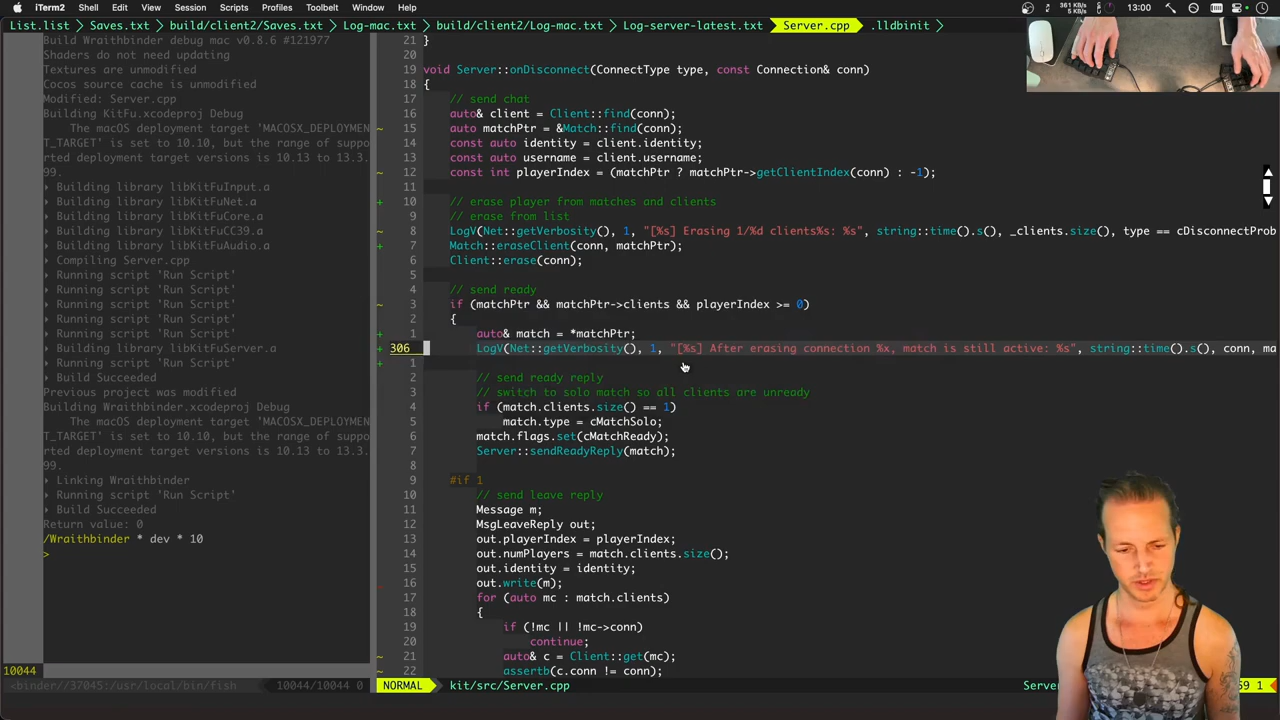 iTerm2 Shell Edit View Session Scripts Profiles Toolbelt Window Help
361 KB/s
5 KB/s
13:00
List.list Saves.txt build/client2/Saves.txt Log-mac.txt build/client2/Log-mac.txt Log-server-latest.txt Server.cpp .lldbinit
Build Wraithbinder debug mac v0.8.6 #121977
Shaders do not need updating
Textures are unmodified
Cocos source cache is unmodified
Modified: Server.cpp
Building KitFu.xcodeproj Debug
The macOS deployment target 'MACOSX_DEPLOYMEN
T_TARGET' is set to 10.10, but the range of suppo
rted deployment target versions is 10.13 to 13.3.
99.
Building library libKitFuInput.a
Building library libKitFuNet.a
Building library libKitFuCore.a
Building library libKitFuCC39.a
Building library libKitFuAudio.a
Compiling Server.cpp
Running script 'Run Script'
Running script 'Run Script'
Running script 'Run Script'
Running script 'Run Script'
Running script 'Run Script'
Building library libKitFuServer.a
Running script 'Run Script'
Build Succeeded
Previous project was modified
Building Wraithbinder.xcodeproj Debug
The macOS deployment target 'MACOSX_DEPLOYMEN
T_TARGET' is set to 10.10, but the range of suppo
rted deployment target versions is 10.13 to 13.3.
99.
Linking Wraithbinder
Running script 'Run Script'
Build Succeeded
Return value: 0
/Wraithbinder * dev * 10
>
10044
<binder//37045:/usr/local/bin/fish 10044/10044 0
21 }
20
19 void Server::onDisconnect(ConnectType type, const Connection& conn)
18 {
17 // send chat
16 auto& client = Client::find(conn);
~ 15 auto matchPtr = &Match::find(conn);
14 const auto identity = client.identity;
13 const auto username = client.username;
~ 12 const int playerIndex = (matchPtr ? matchPtr->getClientIndex(conn) : -1);
11
+ 10 // erase player from matches and clients
9 // erase from list
~ 8 LogV(Net::getVerbosity(), 1, "[%s] Erasing 1/%d clients%s: %s", string::time().s(), _clients.size(), type == cDisconnectProb
+ 7 Match::eraseClient(conn, matchPtr);
6 Client::erase(conn);
5
4 // send ready
~ 3 if (matchPtr && matchPtr->clients && playerIndex >= 0)
2 {
+ 1 auto& match = *matchPtr;
+ 306 LogV(Net::getVerbosity(), 1, "[%s] After erasing connection %x, match is still active: %s", string::time().s(), conn, ma
+ 1
2 // send ready reply
3 // switch to solo match so all clients are unready
4 if (match.clients.size() == 1)
5 match.type = cMatchSolo;
6 match.flags.set(cMatchReady);
7 Server::sendReadyReply(match);
8
9 #if 1
10 // send leave reply
11 Message m;
12 MsgLeaveReply out;
13 out.playerIndex = playerIndex;
14 out.numPlayers = match.clients.size();
15 out.identity = identity;
16 out.write(m);
17 for (auto mc : match.clients)
18 {
19 if (!mc || !mc->conn)
20 continue;
~ 21 auto& c = Client::get(mc);
~ 22 assertb(c.conn != conn);
NORMAL kit/src/Server.cpp Server 69 1